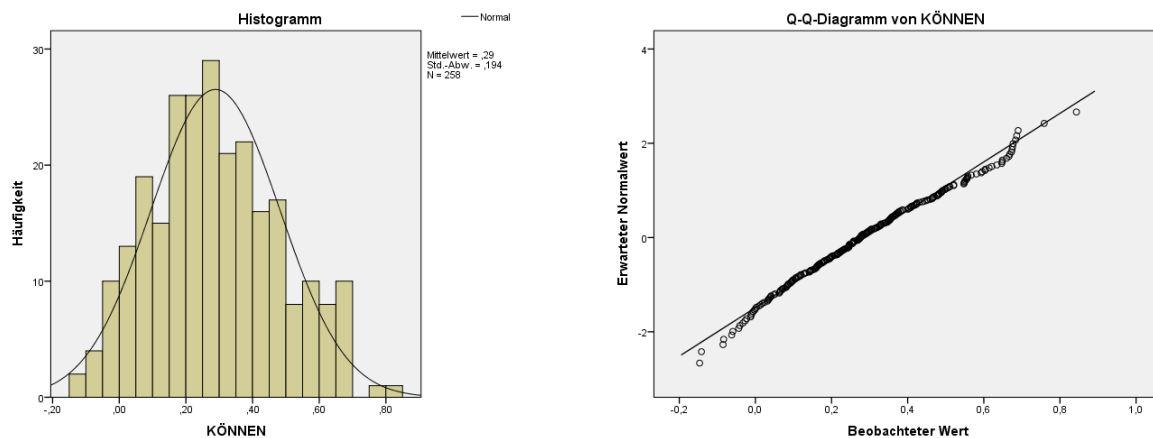 Histogramm
Normal
Mittelwert = ,29
Std.-Abw. = ,194
N = 258
Häufigkeit
30
20
10
0
-,20
,00
,20
,40
,60
,80
KÖNNEN
Q-Q-Diagramm von KÖNNEN
Erwarteter Normalwert
4
2
0
-2
-0,2
0,0
0,2
0,4
0,6
0,8
1,0
Beobachteter Wert